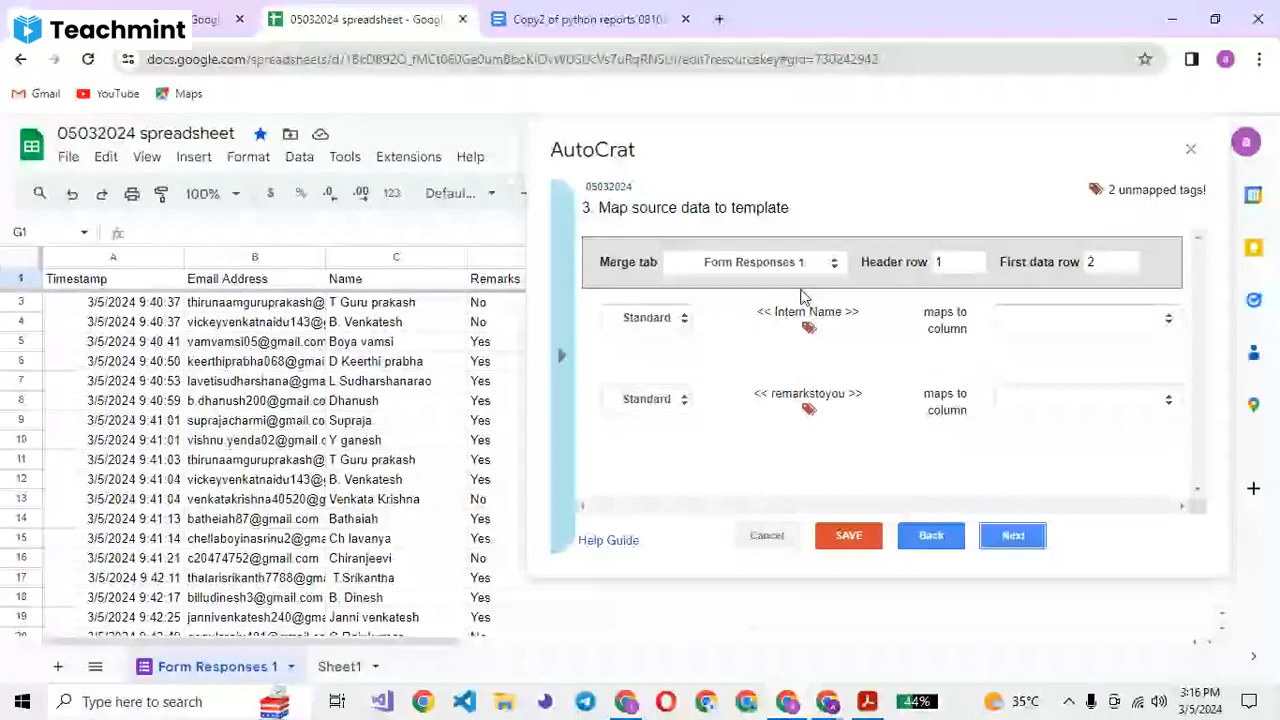 Teachmint
Googl
05032024 spreadsheet - Googl
Copy2 of python reports 0310
Gmail
YouTube
Maps
05032024 spreadsheet
File Edit View Insert Format Data Tools Extensions Help
100% $ % .0 .00 123 Defaul...
G1 fx
A B C
1 Timestamp Email Address Name Remarks
3 3/5/2024 9:40:37 thirunaamguruprakash@ T Guru prakash No
4 3/5/2024 9:40:37 vickeyvenkatnaidu143@g B. Venkatesh No
5 3/5/2024 9:40:41 vamvamsi05@gmail.com Boya vamsi Yes
6 3/5/2024 9:40:50 keerthiprabha068@gmai D Keerthi prabha Yes
7 3/5/2024 9:40:53 lavetisudharshana@gma L Sudharshanarao Yes
8 3/5/2024 9:40:59 b.dhanush200@gmail.c Dhanush Yes
9 3/5/2024 9:41:01 suprajacharmi@gmail.c Supraja Yes
10 3/5/2024 9:41:01 vishnu.yenda02@gmail.c Y ganesh Yes
11 3/5/2024 9:41:03 thirunaamguruprakash@ T Guru prakash Yes
12 3/5/2024 9:41:04 vickeyvenkatnaidu143@g B. Venkatesh Yes
13 3/5/2024 9:41:04 venkatakrishna40520@g Venkata Krishna No
14 3/5/2024 9:41:13 batheiah87@gmail.com Bathaiah Yes
15 3/5/2024 9:41:14 chellaboyinasrinu2@gma Ch lavanya Yes
16 3/5/2024 9:41:21 c20474752@gmail.com Chiranjeevi No
17 3/5/2024 9:42:11 thalarisrikanth7788@gma T.Srikantha Yes
18 3/5/2024 9:42:17 billudinesh3@gmail.com B. Dinesh Yes
19 3/5/2024 9:42:25 jannivenkatesh240@gma Janni venkatesh Yes
Form Responses 1
Sheet1
AutoCrat
05032024
2 unmapped tags!
3. Map source data to template
Merge tab Form Responses 1 Header row 1 First data row 2
Standard << Intern Name >> maps to
column
Standard << remarkstoyou >> maps to
column
Help Guide Cancel SAVE Back Next
Type here to search
44%
35°C
3:16 PM
3/5/2024